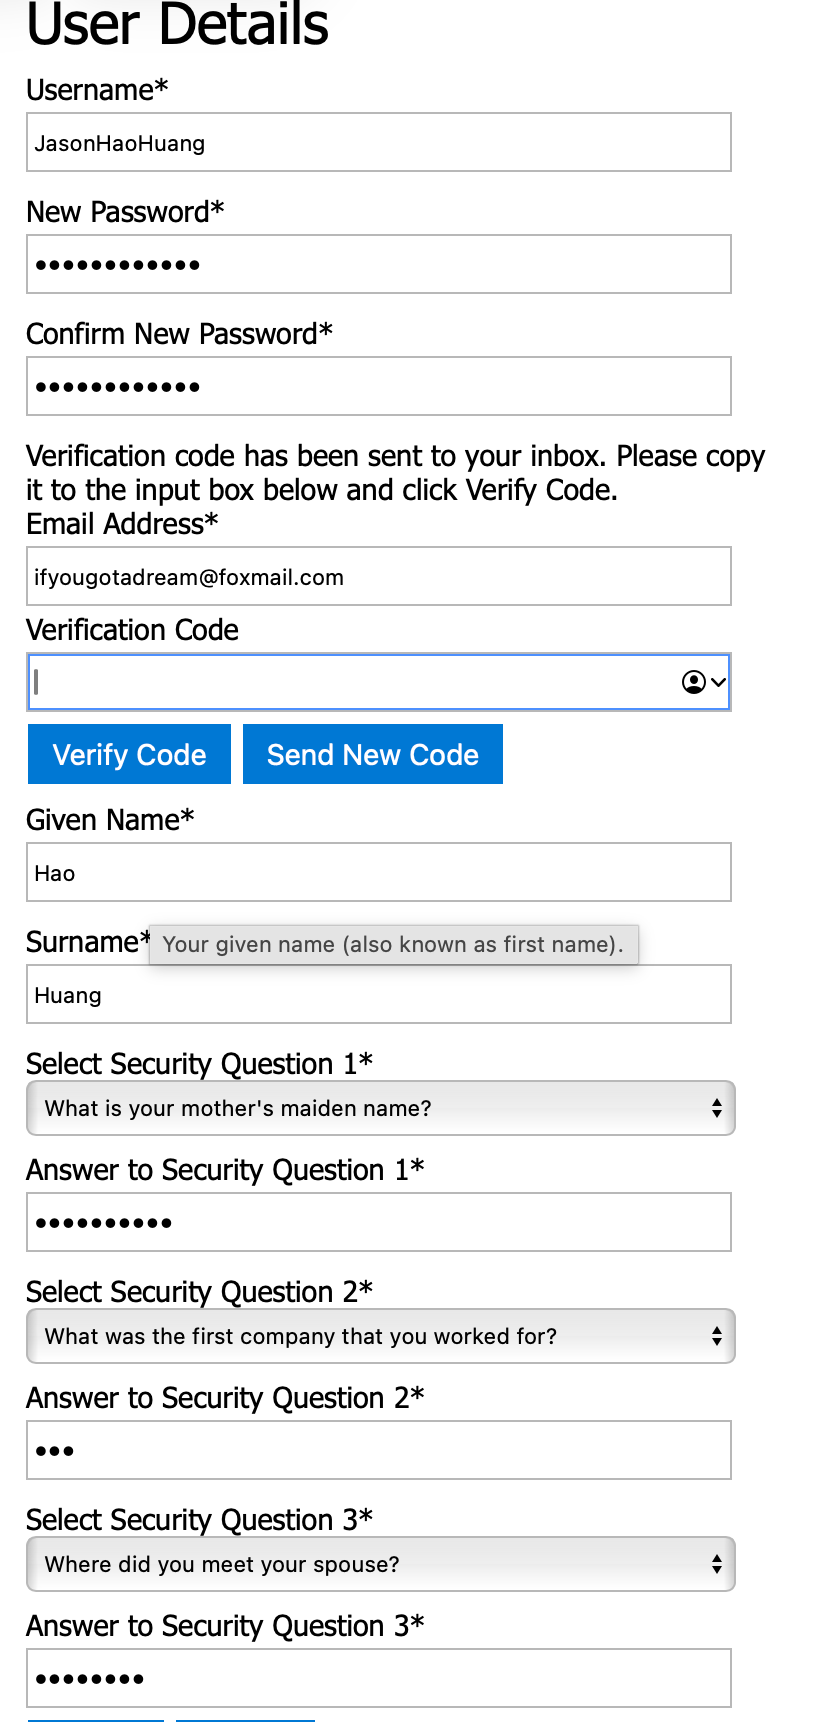 User Details
Username*
JasonHaoHuang
New Password*
••••••••••••
Confirm New Password*
••••••••••••
Verification code has been sent to your inbox. Please copy
it to the input box below and click Verify Code.
Email Address*
ifyougotadream@foxmail.com
Verification Code
Verify Code Send New Code
Given Name*
Hao
Surname* Your given name (also known as first name).
Huang
Select Security Question 1*
What is your mother's maiden name?
Answer to Security Question 1*
••••••••••
Select Security Question 2*
What was the first company that you worked for?
Answer to Security Question 2*
•••
Select Security Question 3*
Where did you meet your spouse?
Answer to Security Question 3*
••••••••